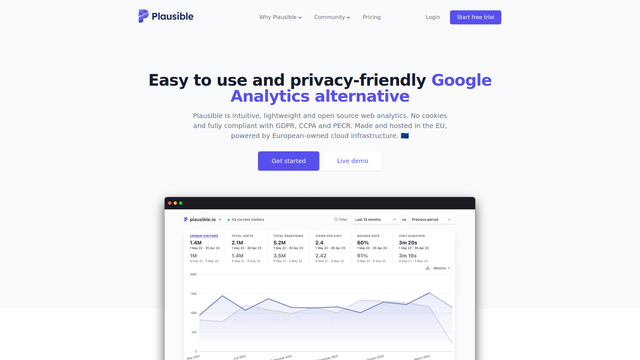 Plausible
Why Plausible
Community
Pricing
Login
Start free trial
Easy to use and privacy-friendly Google
Analytics alternative
Plausible is intuitive, lightweight and open source web analytics. No cookies
and fully compliant with GDPR, CCPA and PECR. Made and hosted in the EU,
powered by European-owned cloud infrastructure. 🇪🇺
Get started
Live demo
plausible.io
current visitors
Filter
Last 12 months
vs.
Previous period
UNIQUE VISITORS
TOTAL VISITS
TOTAL PAGEVIEWS
VIEWS PER VISIT
BOUNCE RATE
VISIT DURATION
1.4M
2.1M
5.2M
2.4
60%
3m 20s
1M
1.4M
3.5M
2.42
61%
3m 16s
Months